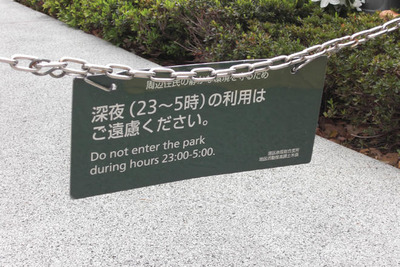 深夜(23〜5時)の利用は
ご遠慮ください。
Do not enter the park
during hours 23:00-5:00.